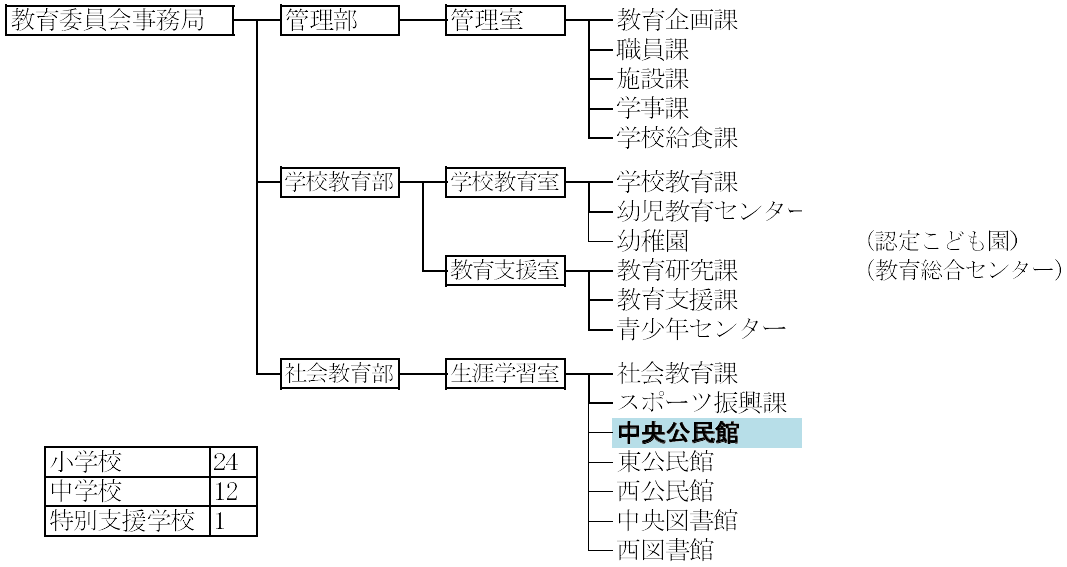 教育委員会事務局 管理部 管理室 教育企画課
職員課
施設課
学事課
学校給食課
学校教育部 学校教育室 学校教育課
幼児教育センター
幼稚園 (認定こども園)
教育支援室 教育研究課 (教育総合センター)
教育支援課
青少年センター
社会教育部 生涯学習室 社会教育課
スポーツ振興課
中央公民館
東公民館
西公民館
中央図書館
西図書館
小学校 24
中学校 12
特別支援学校 1